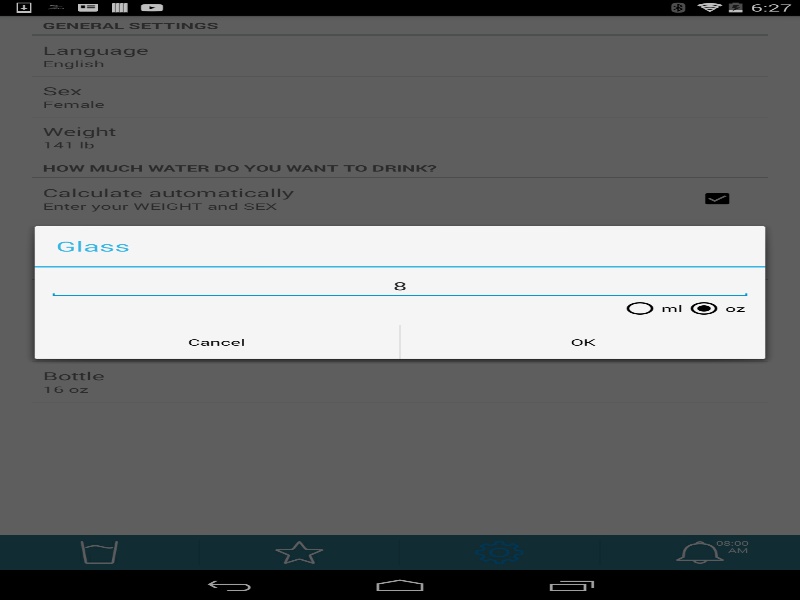 6:27
GENERAL SETTINGS
Language
English
Sex
Female
Weight
141 lb
HOW MUCH WATER DO YOU WANT TO DRINK?
Calculate automatically
Enter your WEIGHT and SEX
Glass
8
ml oz
Cancel OK
Bottle
16 oz
08:00
AM